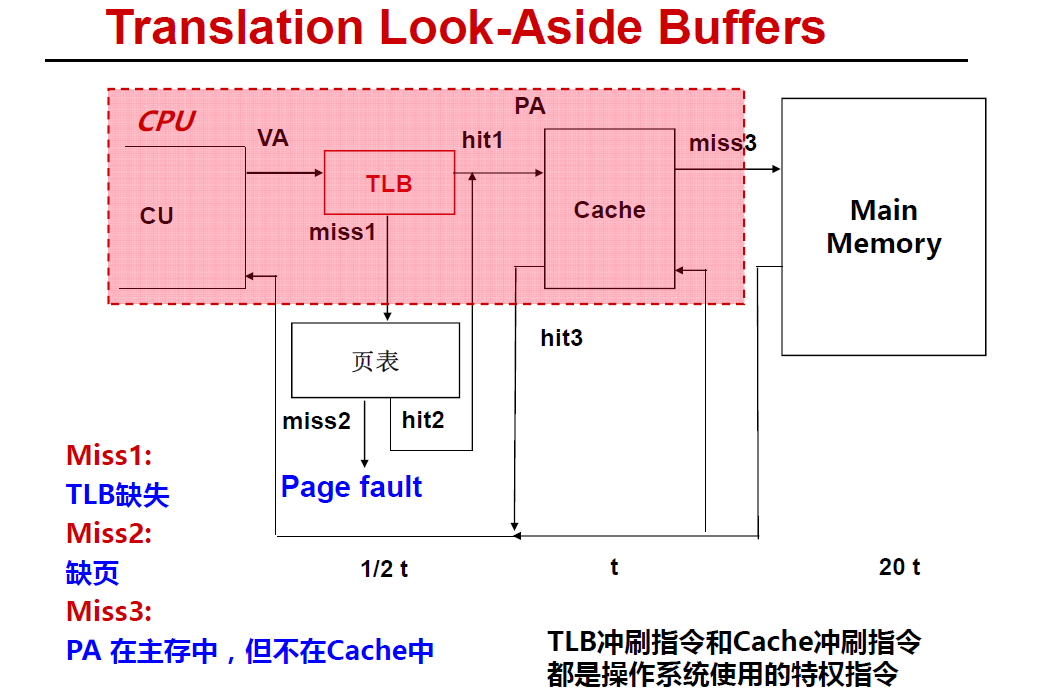 Translation Look-Aside Buffers
CPU
PA
VA
hit1
miss3
TLB
CU
Cache
Main
Memory
miss1
hit3
页表
miss2
hit2
Miss1:
TLB缺失
Page fault
Miss2:
缺页
1/2 t
t
20 t
Miss3:
PA 在主存中，但不在Cache中
TLB冲刷指令和Cache冲刷指令
都是操作系统使用的特权指令